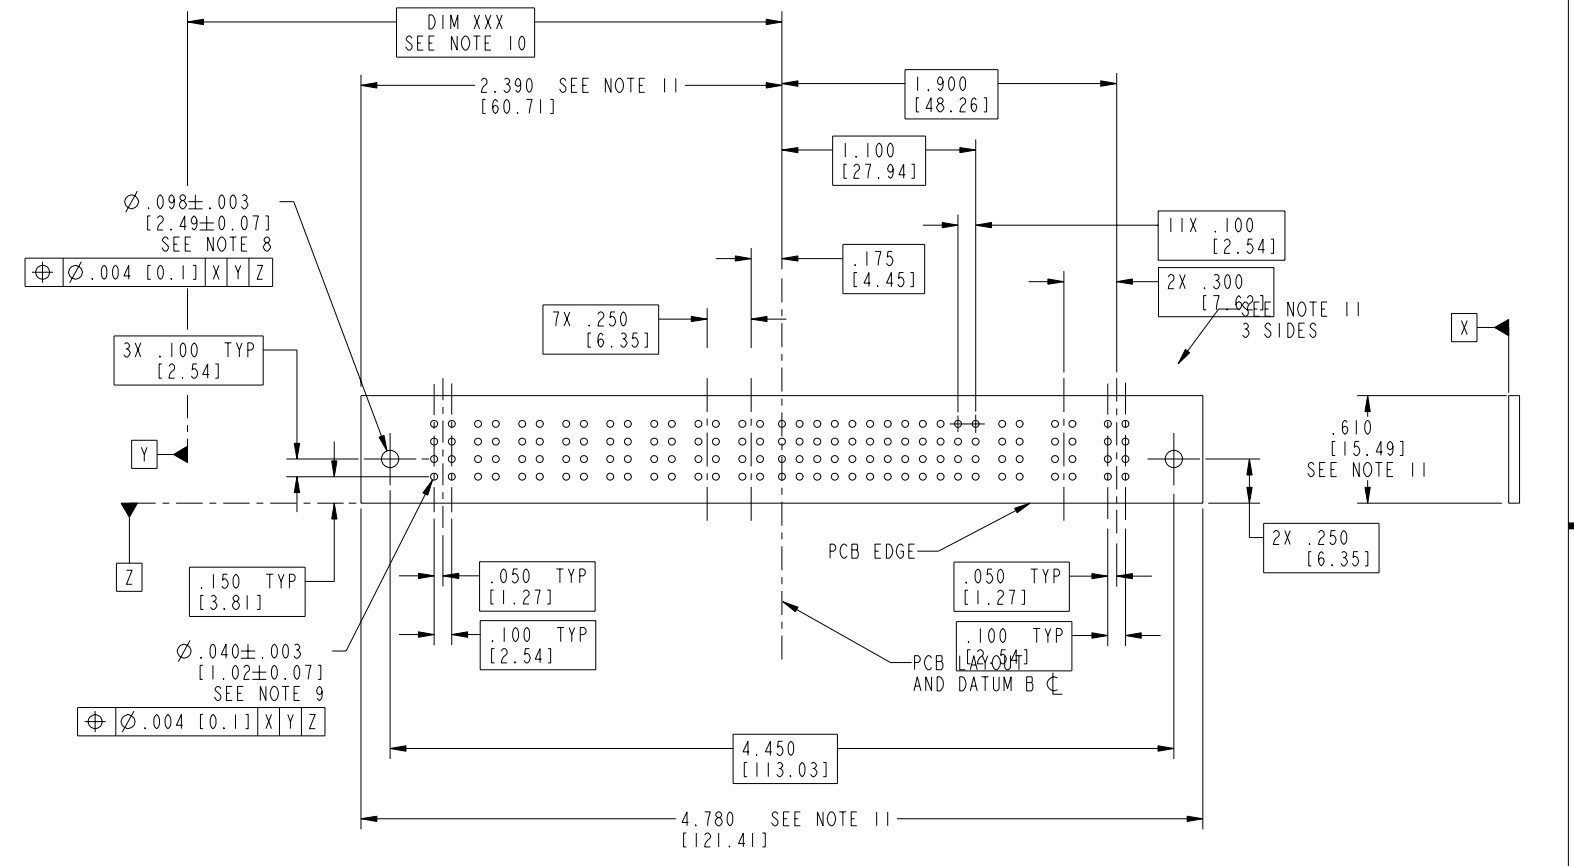 DIM XXX
SEE NOTE 10
2.390 SEE NOTE 11
[60.71]
1.900
[48.26]
1.100
[27.94]
Ø.098±.003
[2.49±0.07]
SEE NOTE 8
⌖ Ø.004 [0.1] X Y Z
11X .100
[2.54]
.175
[4.45]
2X .300
[7.62]
SEE NOTE 11
3 SIDES
7X .250
[6.35]
X
3X .100 TYP
[2.54]
Y
.610
[15.49]
SEE NOTE 11
PCB EDGE
2X .250
[6.35]
Z
.150 TYP
[3.81]
.050 TYP
[1.27]
.050 TYP
[1.27]
.100 TYP
[2.54]
.100 TYP
[2.54]
Ø.040±.003
[1.02±0.07]
SEE NOTE 9
⌖ Ø.004 [0.1] X Y Z
PCB LAYOUT
AND DATUM B ℄
4.450
[113.03]
4.780 SEE NOTE 11
[121.41]